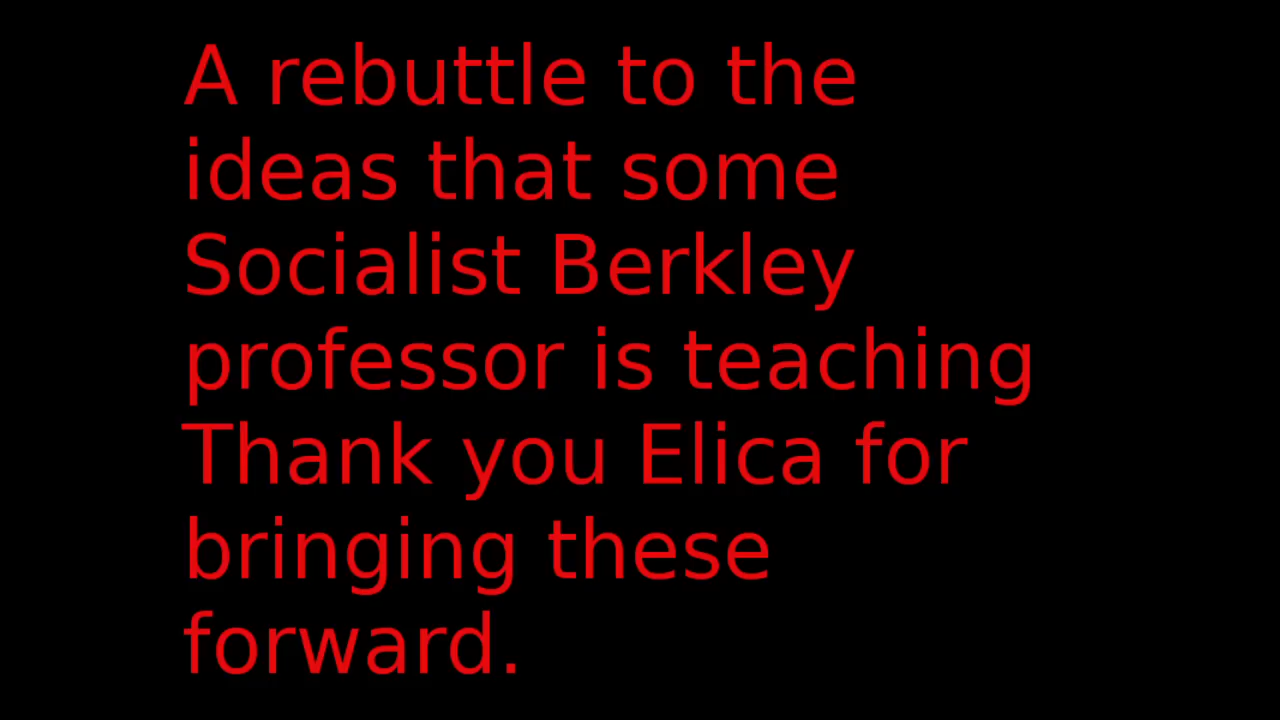 A rebuttle to the
ideas that some
Socialist Berkley
professor is teaching
Thank you Elica for
bringing these
forward.